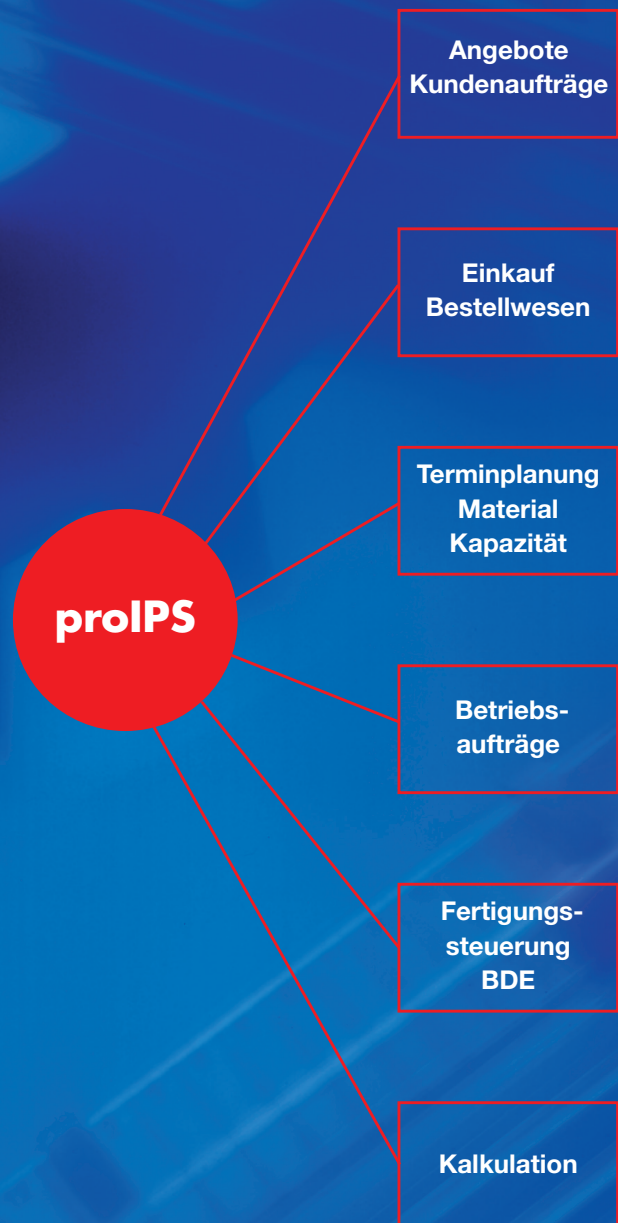 Angebote
Kundenaufträge
Einkauf
Bestellwesen
Terminplanung
Material
Kapazität
proIPS
Betriebs-
aufträge
Fertigungs-
steuerung
BDE
Kalkulation